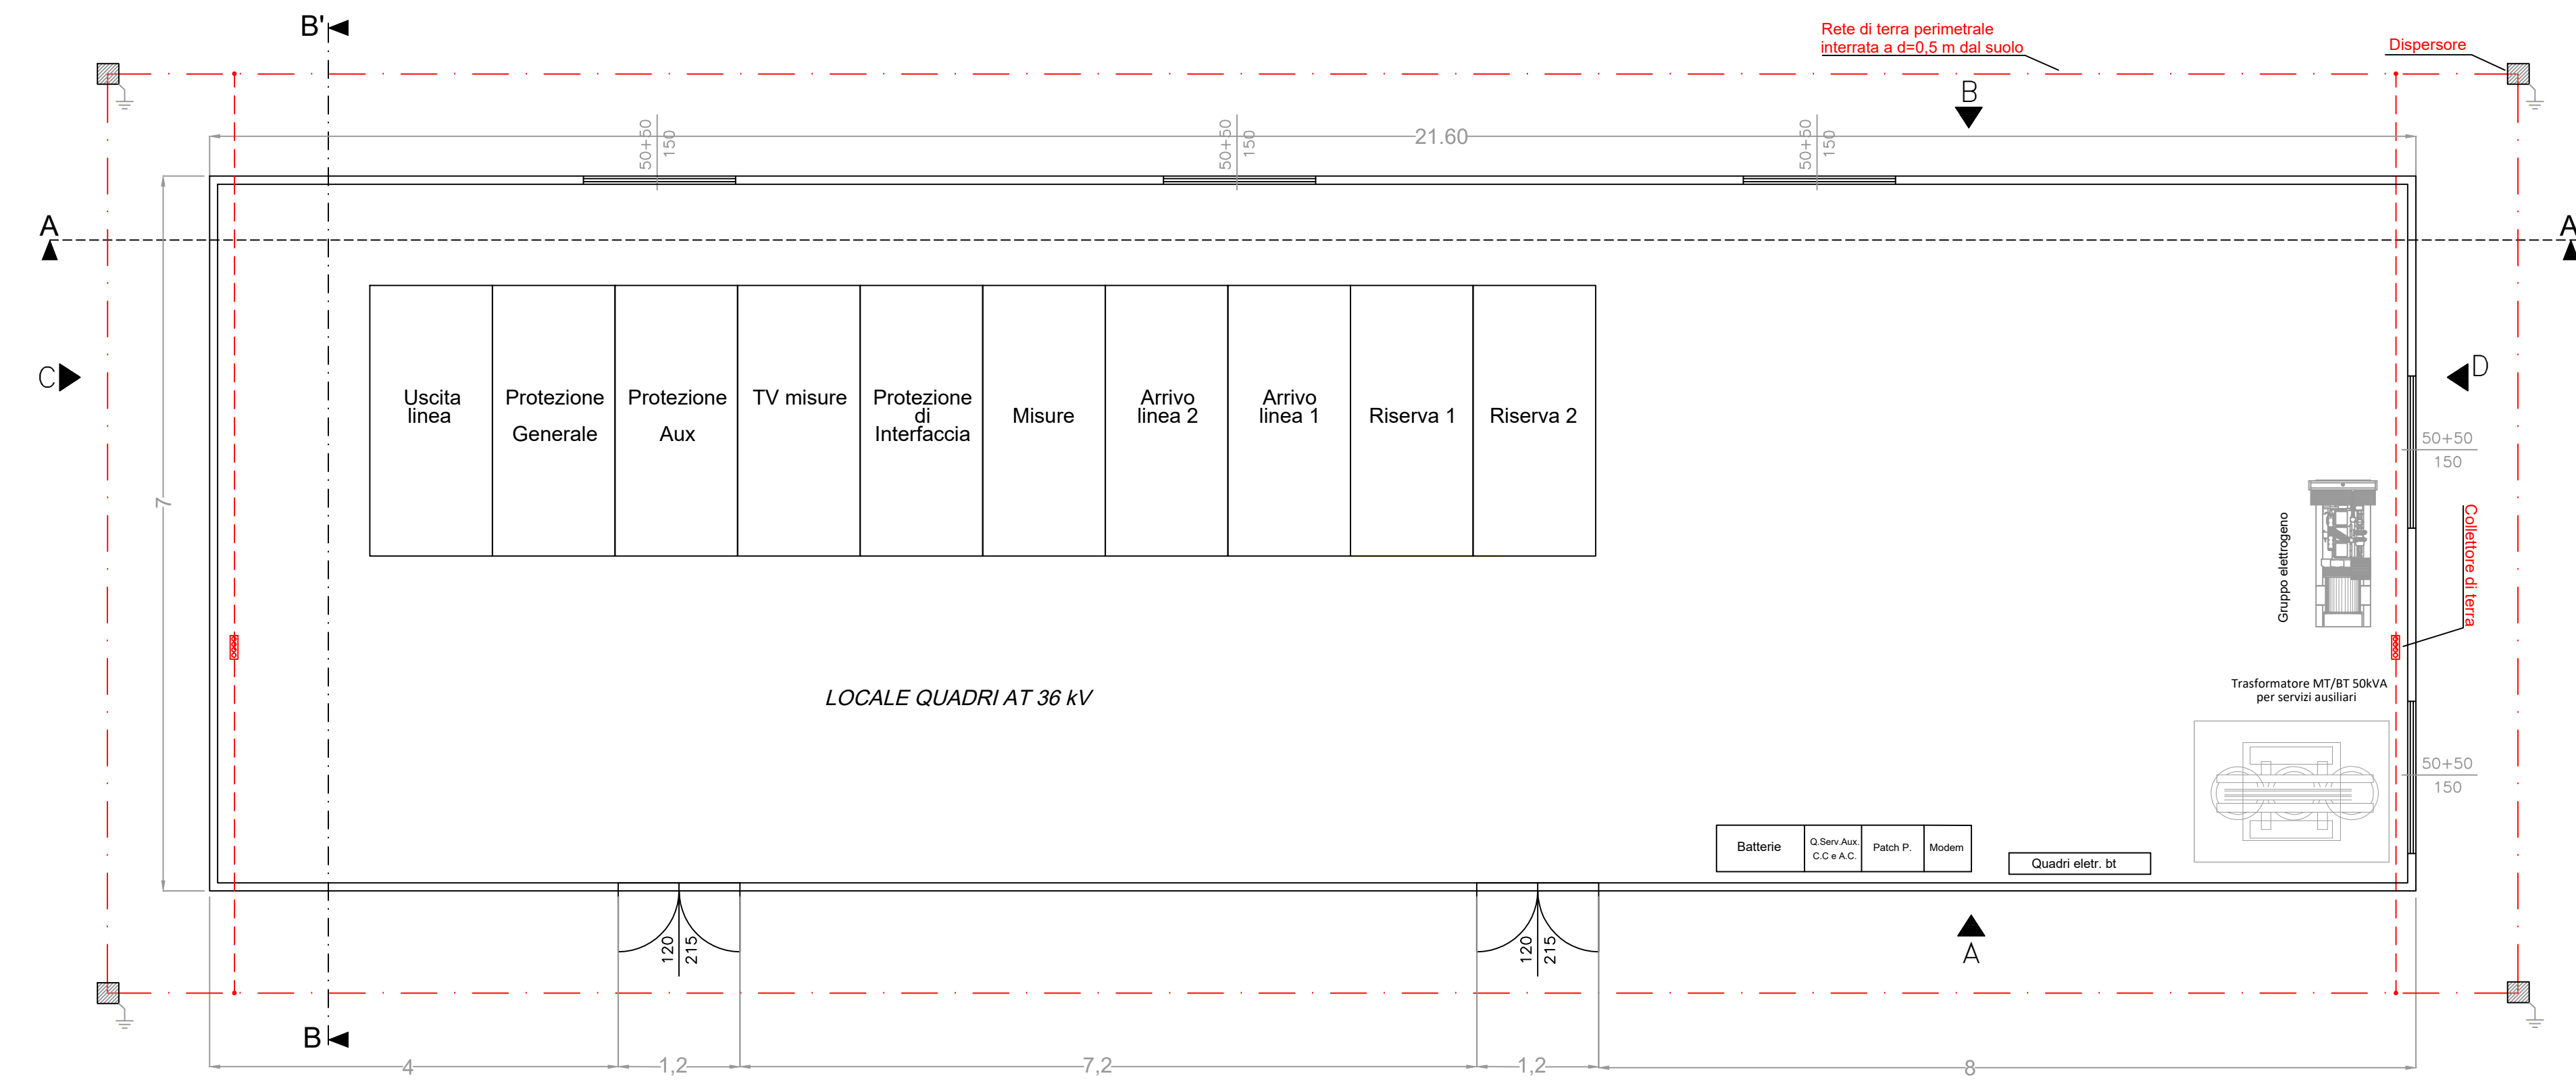 B'
Rete di terra perimetrale
interrata a d=0,5 m dal suolo
Dispersore
B
50+50
150
50+50
150
21.60
50+50
150
A
A
C
D
7
Uscita
linea
Protezione
Generale
Protezione
Aux
TV misure
Protezione
di
Interfaccia
Misure
Arrivo
linea 2
Arrivo
linea 1
Riserva 1
Riserva 2
50+50
150
Gruppo elettrogeno
Collettore di terra
LOCALE QUADRI AT 36 kV
Trasformatore MT/BT 50kVA
per servizi ausiliari
50+50
150
Batterie
Q.Serv.Aux.
C.C e A.C.
Patch P.
Modem
Quadri eletr. bt
120
215
120
215
A
B
4
1,2
7,2
1,2
8